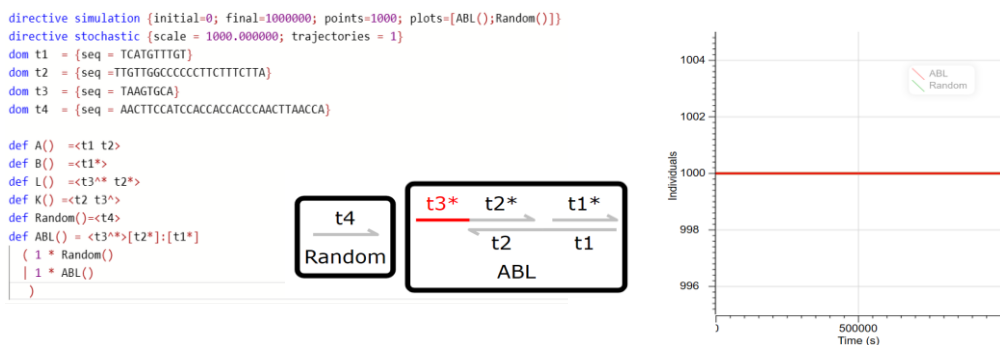 directive simulation {initial=0; final=1000000; points=1000; plots=[ABL();Random()]}
directive stochastic {scale = 1000.000000; trajectories = 1}
dom t1  = {seq = TCATGTTTGT}
dom t2  = {seq =TTGTTGGCCCCCCTTCTTTCTTA}
dom t3  = {seq = TAAGTGCA}
dom t4  = {seq = AACTTCCATCCACCACCACCCAACTTAACCA}
def A()  =<t1 t2>
def B()  =<t1*>
def L()  =<t3^* t2*>
def K() =<t2 t3^>
def Random()=<t4>
def ABL() = <t3^*>[t2*]:[t1*]
( 1 * Random()
| 1 * ABL()
)
t4
Random
t3* t2* t1*
t2 t1
ABL
1004
1002
1000
998
996
Individuals
ABL
Random
0 500000
Time (s)